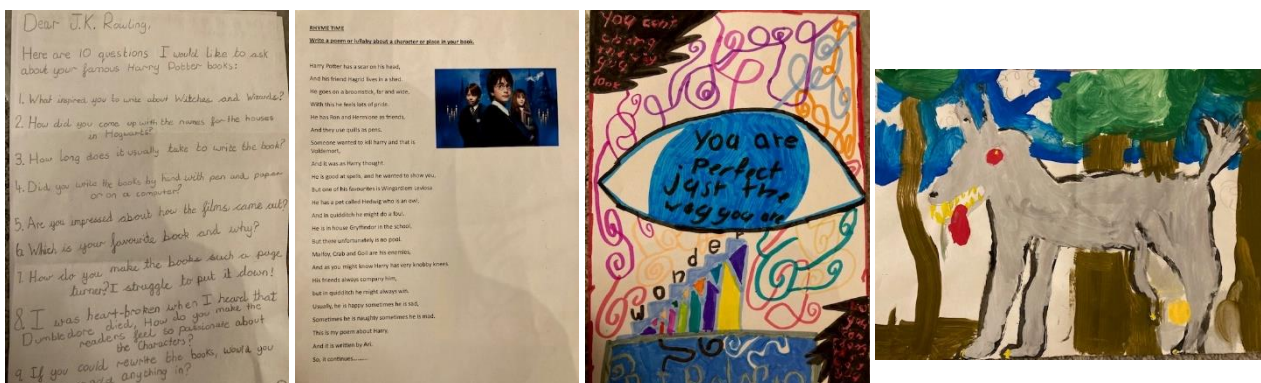 Dear J.K. Rowling,
Here are 10 questions I would like to ask
about your famous Harry Potter books:
1. What inspired you to write about Witches and Wizards?
2. How did you come up with the names for the houses
in Hogwarts?
3. How long does it usually take to write the book?
4. Did you write the books by hand with pen and paper
or on a computer?
5. Are you impressed about how the films came out?
6. Which is your favourite book and why?
7. How do you make the books such a page
turner? I struggle to put it down!
8. I was heart-broken when I heard that
Dumbledore died, How do you make the
readers feel so passionate about
the characters?
9. If you could rewrite the books, would you
anything in?
RHYME TIME
Write a poem or lullaby about a character or place in your book.
Harry Potter has a scar on his head,
And his friend Hagrid lives in a shed.
He goes on a broomstick, far and wide,
With this he feels lots of pride.
He has Ron and Hermione as friends,
And they use quills as pens.
Someone wanted to kill Harry and that is
Voldemort,
And it was as Harry thought.
He is good at spells, and he wanted to show you,
But one of his favourites is Wingardium Leviosa
He has a pet called Hedwig who is an owl,
And in quidditch he might do a foul.
He is in house Gryffindor in the school,
But there unfortunately is no pool.
Malfoy, Crab and Goil are his enemies,
And as you might know Harry has very knobbly knees.
His friends always company him,
but in quidditch he might always win.
Usually, he is happy sometimes he is sad,
Sometimes he is naughty sometimes he is mad.
This is my poem about Harry,
And it is written by Ari.
So, it continues........
You can't
You are
perfect
just the
way you are
wonder